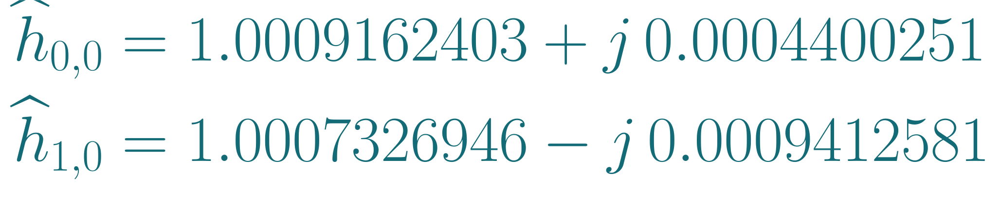 ĥ₀,₀ = 1.0009162403 + j 0.0004400251
ĥ₁,₀ = 1.0007326946 − j 0.0009412581